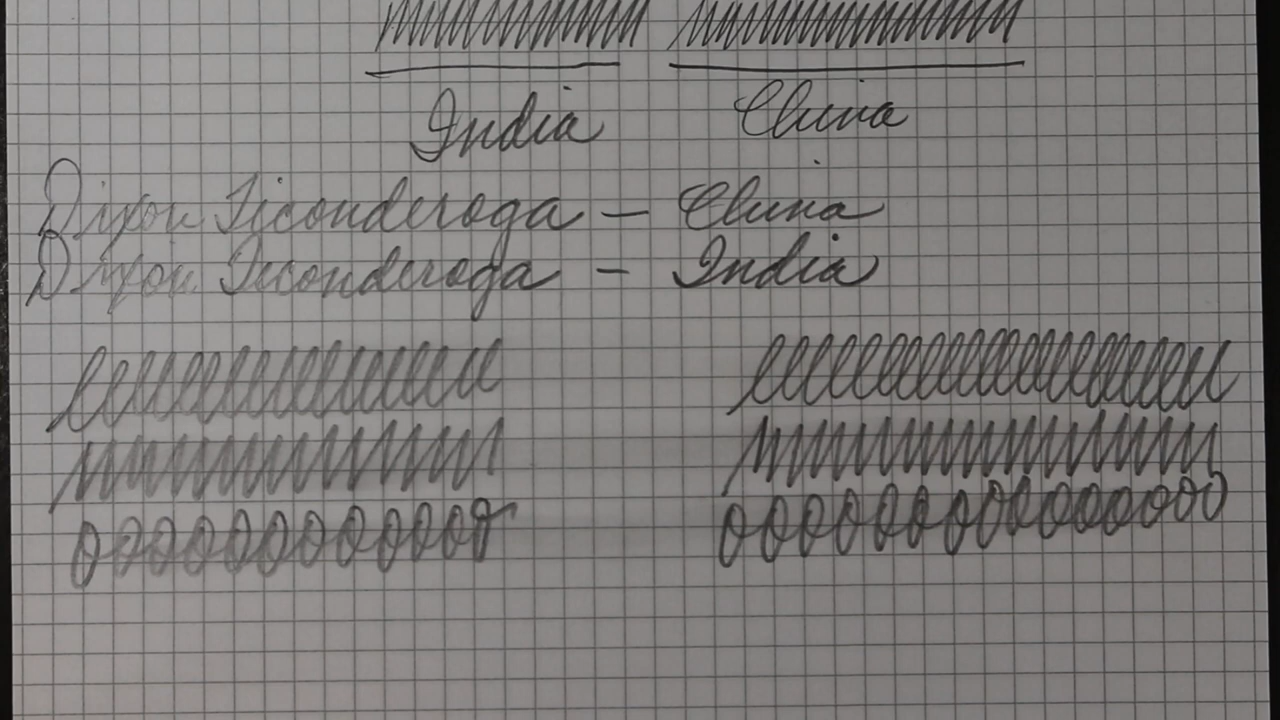 India China
Dixon Ticonderoga – China
Dixon Ticonderoga – India